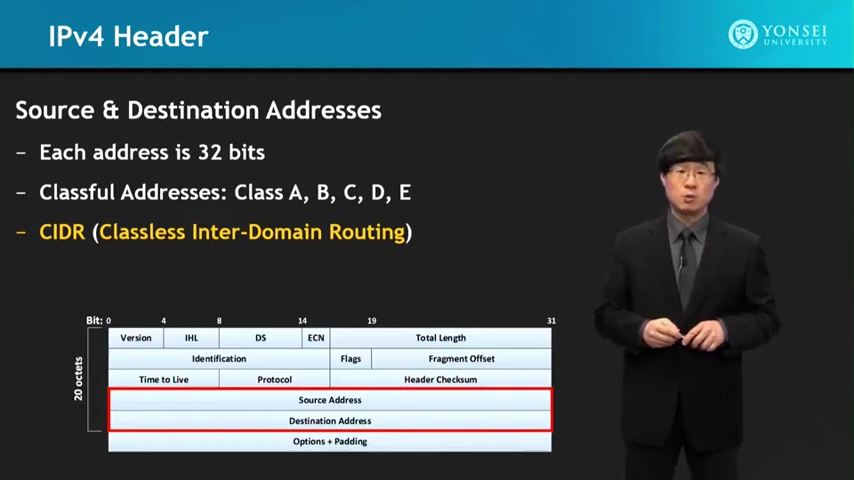 IPv4 Header
YONSEI
UNIVERSITY
Source & Destination Addresses
– Each address is 32 bits
– Classful Addresses: Class A, B, C, D, E
– CIDR (Classless Inter-Domain Routing)
Bit: 0 4 8 14 19 31
20 octets
Version IHL DS ECN Total Length
Identification Flags Fragment Offset
Time to Live Protocol Header Checksum
Source Address
Destination Address
Options + Padding